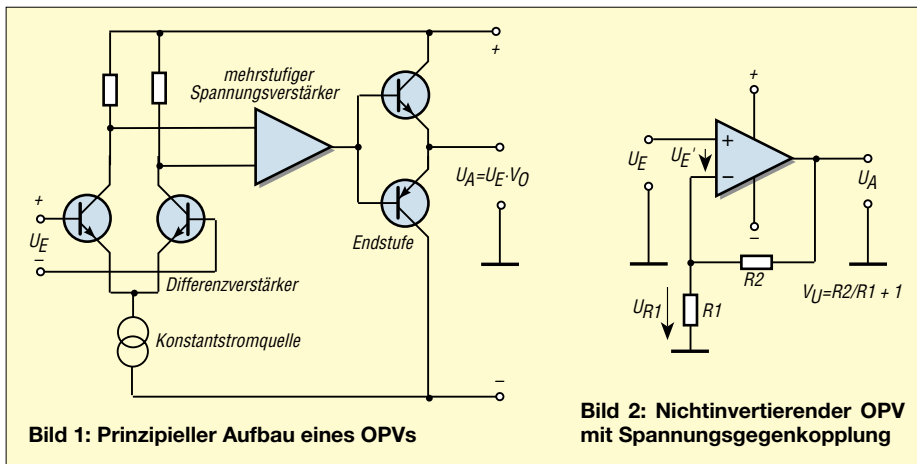 +
mehrstufiger
Spannungsverstärker
U_A=U_E·V_O
+
U_E
–
Endstufe
Differenzverstärker
Konstantstromquelle
–
Bild 1: Prinzipieller Aufbau eines OPVs
+
+
U_E
U_E'
–
U_A
–
R2
V_U=R2/R1 + 1
U_R1
R1
Bild 2: Nichtinvertierender OPV
mit Spannungsgegenkopplung